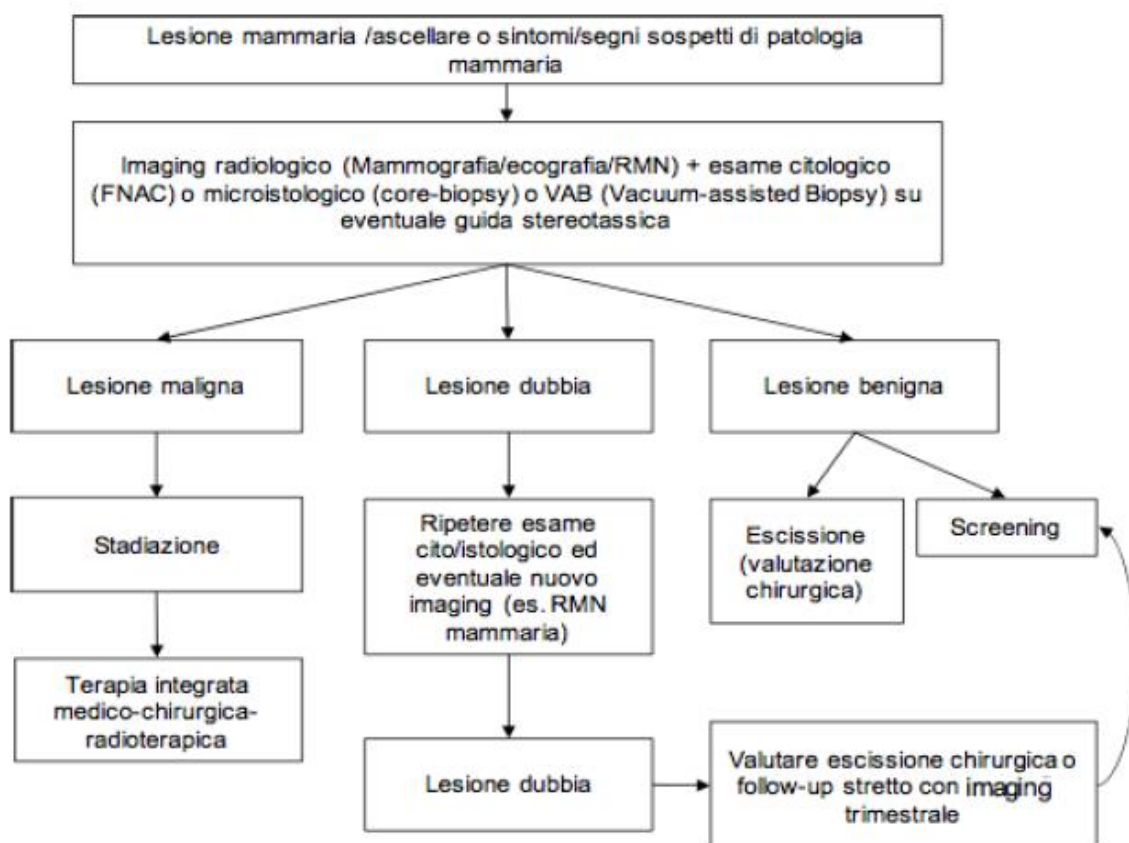 Lesione mammaria /ascellare o sintomi/segni sospetti di patologia
mammaria
Imaging radiologico (Mammografia/ecografia/RMN) + esame citologico
(FNAC) o microistologico (core-biopsy) o VAB (Vacuum-assisted Biopsy) su
eventuale guida stereotassica
Lesione maligna
Lesione dubbia
Lesione benigna
Stadiazione
Ripetere esame
cito/istologico ed
eventuale nuovo
imaging (es. RMN
mammaria)
Escissione
(valutazione
chirurgica)
Screening
Terapia integrata
medico-chirurgica-
radioterapica
Lesione dubbia
Valutare escissione chirurgica o
follow-up stretto con imaging
trimestrale